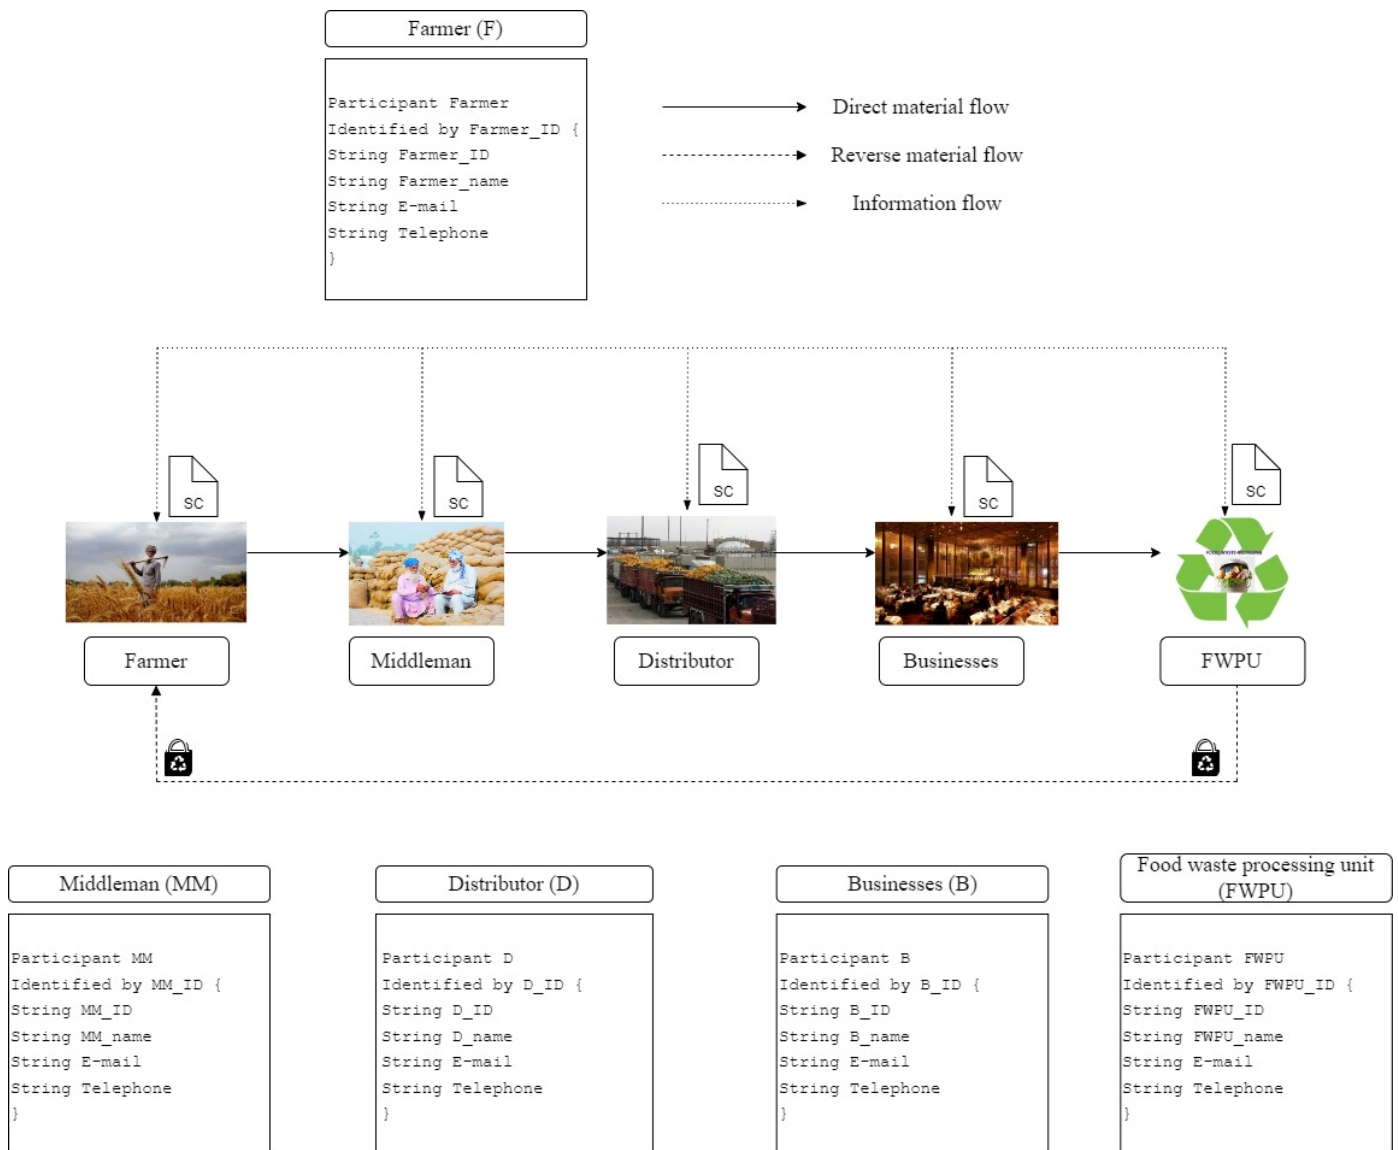 Farmer (F)
Participant Farmer
Identified by Farmer_ID {
String Farmer_ID
String Farmer_name
String E-mail
String Telephone
}
Direct material flow
Reverse material flow
Information flow
SC
SC
SC
SC
SC
Farmer
Middleman
Distributor
Businesses
FWPU
Middleman (MM)
Participant MM
Identified by MM_ID {
String MM_ID
String MM_name
String E-mail
String Telephone
}
Distributor (D)
Participant D
Identified by D_ID {
String D_ID
String D_name
String E-mail
String Telephone
}
Businesses (B)
Participant B
Identified by B_ID {
String B_ID
String B_name
String E-mail
String Telephone
}
Food waste processing unit
(FWPU)
Participant FWPU
Identified by FWPU_ID {
String FWPU_ID
String FWPU_name
String E-mail
String Telephone
}